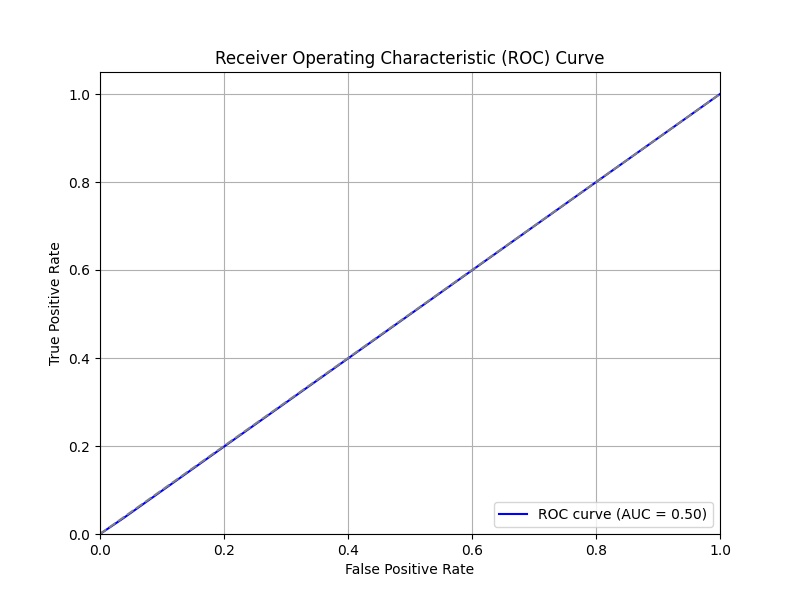 Receiver Operating Characteristic (ROC) Curve
1.0
0.8
0.6
0.4
0.2
0.0
True Positive Rate
ROC curve (AUC = 0.50)
0.0 0.2 0.4 0.6 0.8 1.0
False Positive Rate